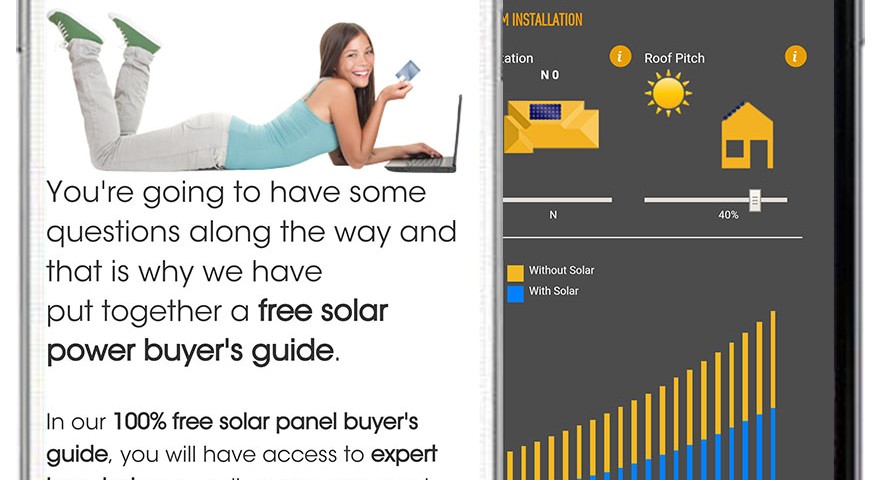 You're going to have some
questions along the way and
that is why we have
put together a free solar
power buyer's guide.
In our 100% free solar panel buyer's
guide, you will have access to expert
M INSTALLATION
tation
i
Roof Pitch
i
N 0
N
40%
Without Solar
With Solar